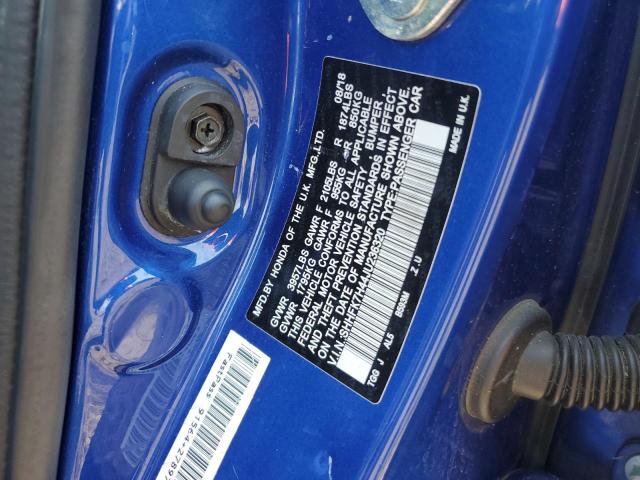 MFD.BY HONDA OF THE U.K. MFG.,LTD. 08/18
GVWR 3957LBS GAWR F 2105LBS R 1874LBS
GVWR 1795KG GAWR F 955KG R 850KG
THIS VEHICLE CONFORMS TO ALL APPLICABLE
FEDERAL MOTOR VEHICLE SAFETY, BUMPER,
AND THEFT PREVENTION STANDARDS IN EFFECT
ON THE DATE OF MANUFACTURE SHOWN ABOVE.
V.I.N. TYPE:PASSENGER CAR
TGG J AL5 B593M Z U
MADE IN U.K.
FastPass